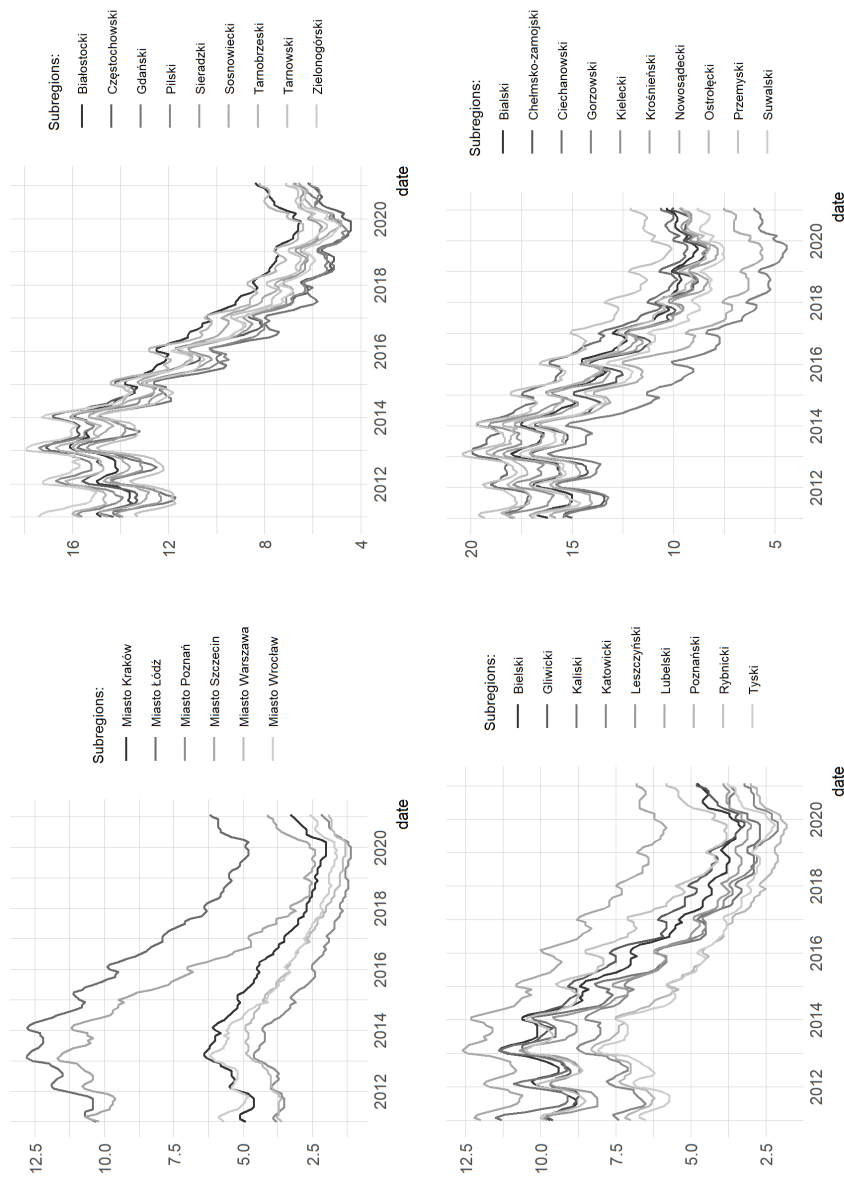 16
12
8
4
2012
2014
2016
2018
2020
date
Subregions:
Białostocki
Częstochowski
Gdański
Pilski
Sieradzki
Sosnowiecki
Tarnobrzeski
Tarnowski
Zielonogórski
20
15
10
5
2012
2014
2016
2018
2020
date
Subregions:
Bialski
Chełmsko-zamojski
Ciechanowski
Gorzowski
Kielecki
Krośnieński
Nowosądecki
Ostrołęcki
Przemyski
Suwalski
12.5
10.0
7.5
5.0
2.5
2012
2014
2016
2018
2020
date
Subregions:
Miasto Kraków
Miasto Łódź
Miasto Poznań
Miasto Szczecin
Miasto Warszawa
Miasto Wrocław
12.5
10.0
7.5
5.0
2.5
2012
2014
2016
2018
2020
date
Subregions:
Bielski
Gliwicki
Kaliski
Katowicki
Leszczyński
Lubelski
Poznański
Rybnicki
Tyski